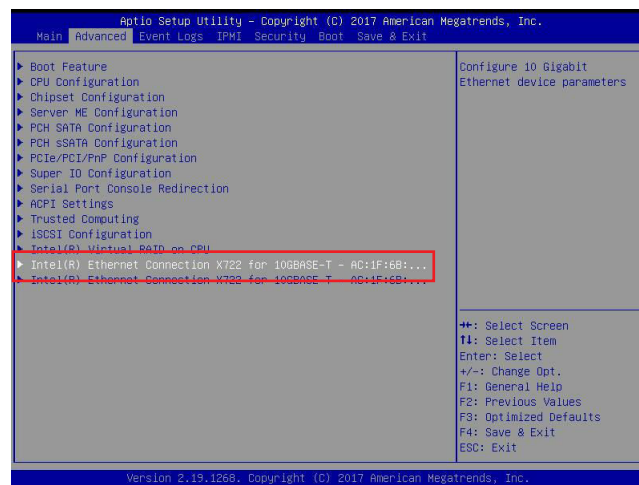 Aptio Setup Utility – Copyright (C) 2017 American Megatrends, Inc.
Main Advanced Event Logs IPMI Security Boot Save & Exit
Boot Feature
CPU Configuration
Chipset Configuration
Server ME Configuration
PCH SATA Configuration
PCH sSATA Configuration
PCIe/PCI/PnP Configuration
Super IO Configuration
Serial Port Console Redirection
ACPI Settings
Trusted Computing
iSCSI Configuration
Intel(R) Virtual RAID on CPU
Intel(R) Ethernet Connection X722 for 10GBASE-T - AC:1F:6B:...
Intel(R) Ethernet Connection X722 for 10GBASE-T - AC:1F:6B:...
Configure 10 Gigabit
Ethernet device parameters
→←: Select Screen
↑↓: Select Item
Enter: Select
+/-: Change Opt.
F1: General Help
F2: Previous Values
F3: Optimized Defaults
F4: Save & Exit
ESC: Exit
Version 2.19.1268. Copyright (C) 2017 American Megatrends, Inc.